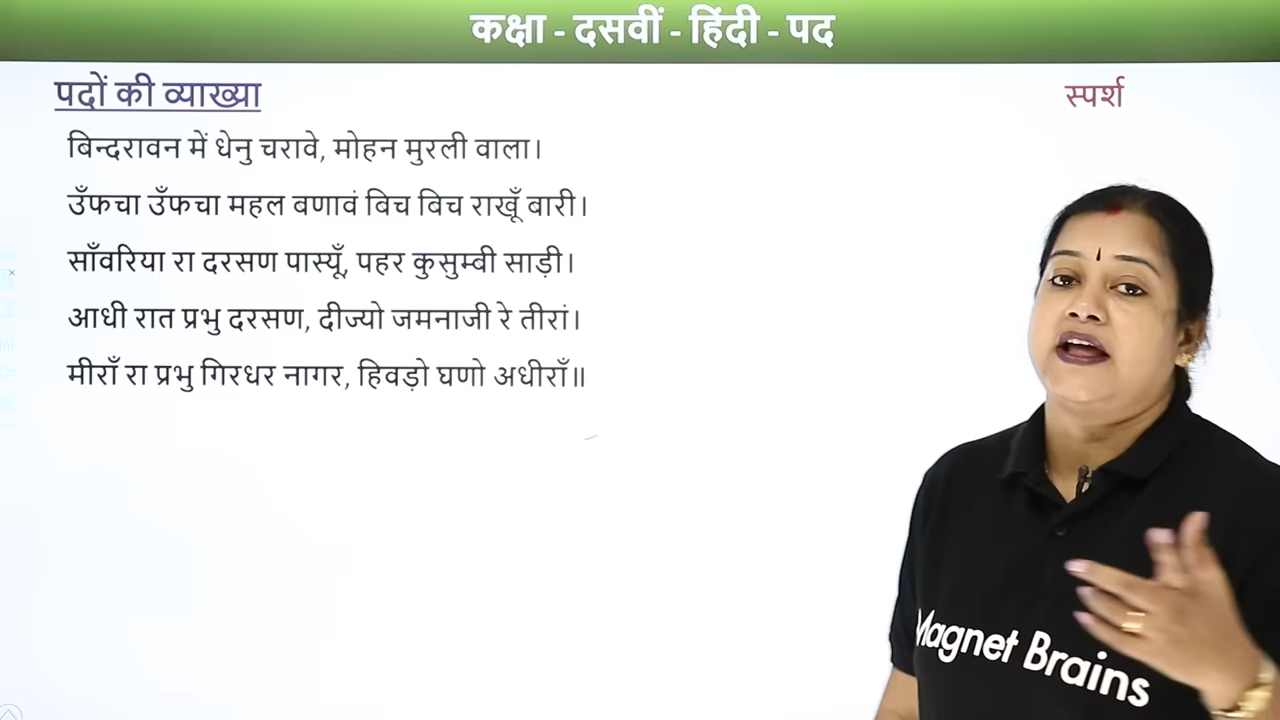 कक्षा - दसवीं - हिंदी - पद
पदों की व्याख्या
स्पर्श
बिन्दरावन में धेनु चरावे, मोहन मुरली वाला।
उँफचा उँफचा महल बणावं बिच बिच राखूँ बारी।
साँवरिया रा दरसण पास्यूँ, पहर कुसुम्बी साड़ी।
आधी रात प्रभु दरसण, दीज्यो जमनाजी रे तीरां।
मीराँ रा प्रभु गिरधर नागर, हिवड़ो घणो अधीराँ॥
Magnet Brains